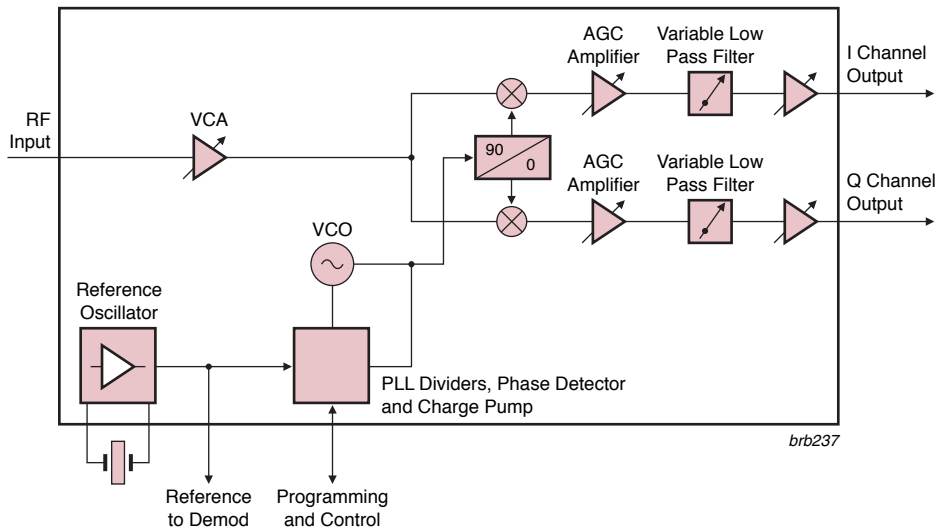 AGC
Amplifier
Variable Low
Pass Filter
I Channel
Output
RF
Input
VCA
90
0
AGC
Amplifier
Variable Low
Pass Filter
Q Channel
Output
VCO
Reference
Oscillator
PLL Dividers, Phase Detector
and Charge Pump
brb237
Reference
to Demod
Programming
and Control